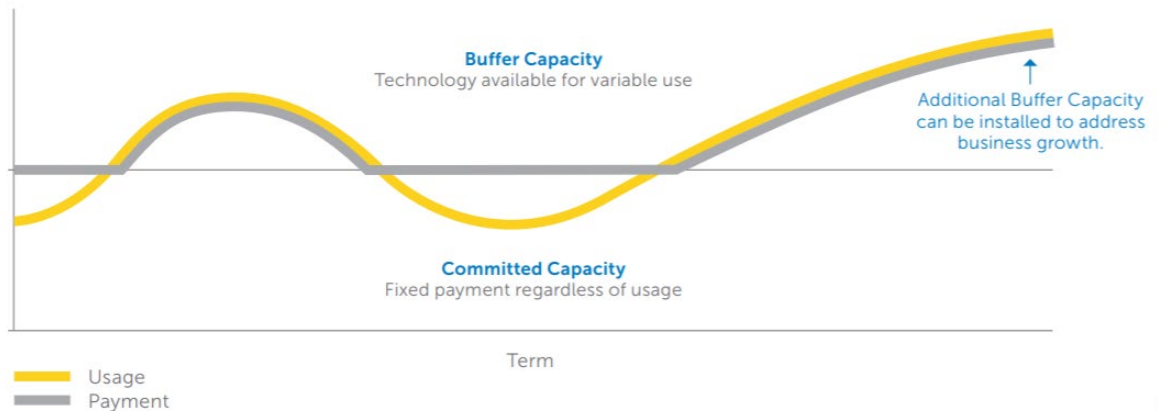 Buffer Capacity
Technology available for variable use
Additional Buffer Capacity
can be installed to address
business growth.
Committed Capacity
Fixed payment regardless of usage
Term
Usage
Payment